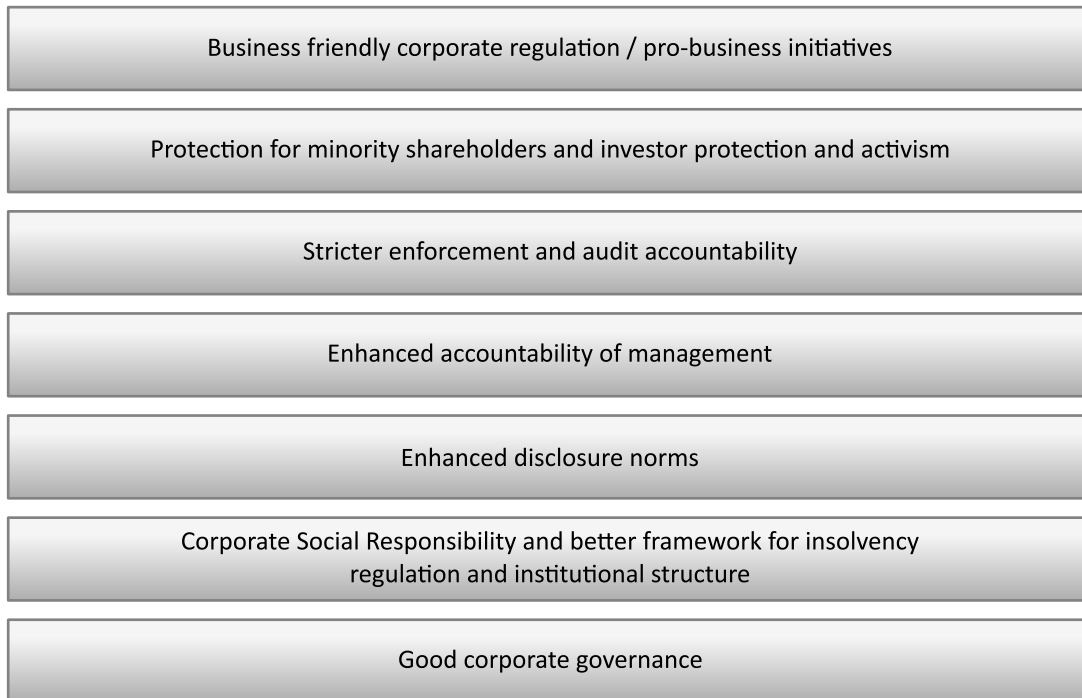 Business friendly corporate regulation / pro-business initiatives
Protection for minority shareholders and investor protection and activism
Stricter enforcement and audit accountability
Enhanced accountability of management
Enhanced disclosure norms
Corporate Social Responsibility and better framework for insolvency
regulation and institutional structure
Good corporate governance